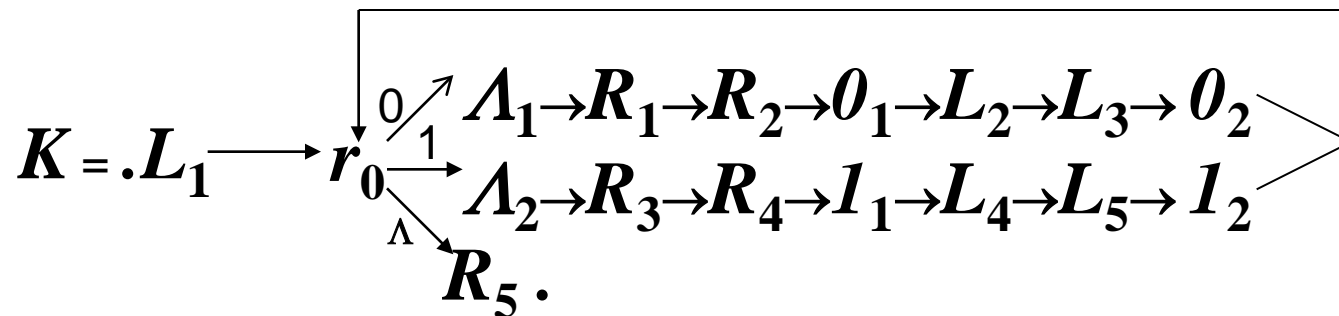 0 Λ₁→R₁→R₂→0₁→L₂→L₃→ 0₂
K = .L₁ → r₀ 1 Λ₂→R₃→R₄→1₁→L₄→L₅→ 1₂
Λ
R₅ .